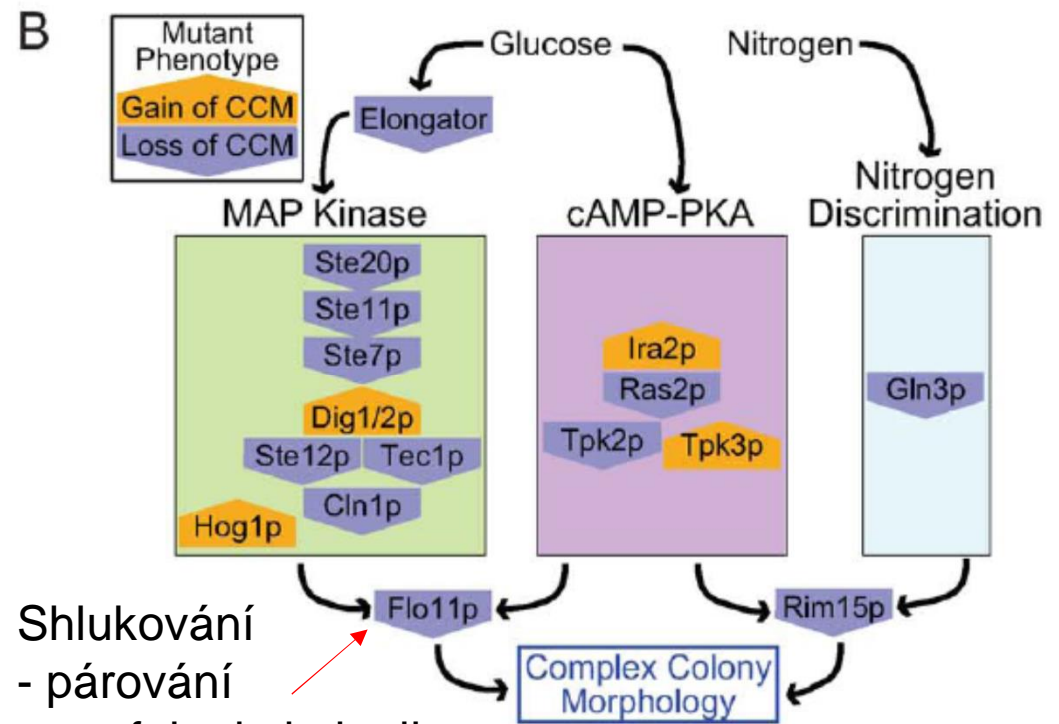 B
Mutant
Phenotype
Gain of CCM
Loss of CCM
Glucose
Nitrogen
Elongator
MAP Kinase
cAMP-PKA
Nitrogen
Discrimination
Ste20p
Ste11p
Ste7p
Dig1/2p
Ste12p
Tec1p
Cln1p
Hog1p
Ira2p
Ras2p
Tpk2p
Tpk3p
Gln3p
Flo11p
Rim15p
Shlukování
- párování
Complex Colony
Morphology